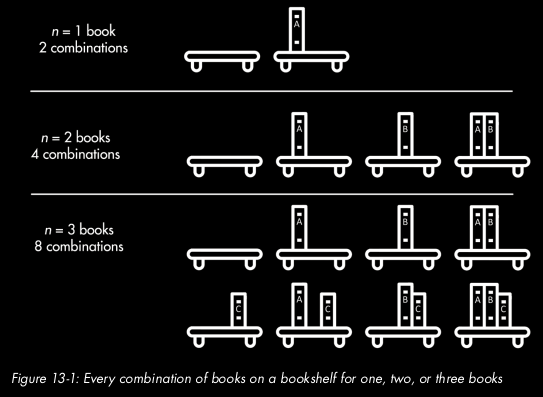 n = 1 book
2 combinations
A
n = 2 books
4 combinations
A
B
A B
n = 3 books
8 combinations
A
B
A B
C
A C
B C
A B C
Figure 13-1: Every combination of books on a bookshelf for one, two, or three books